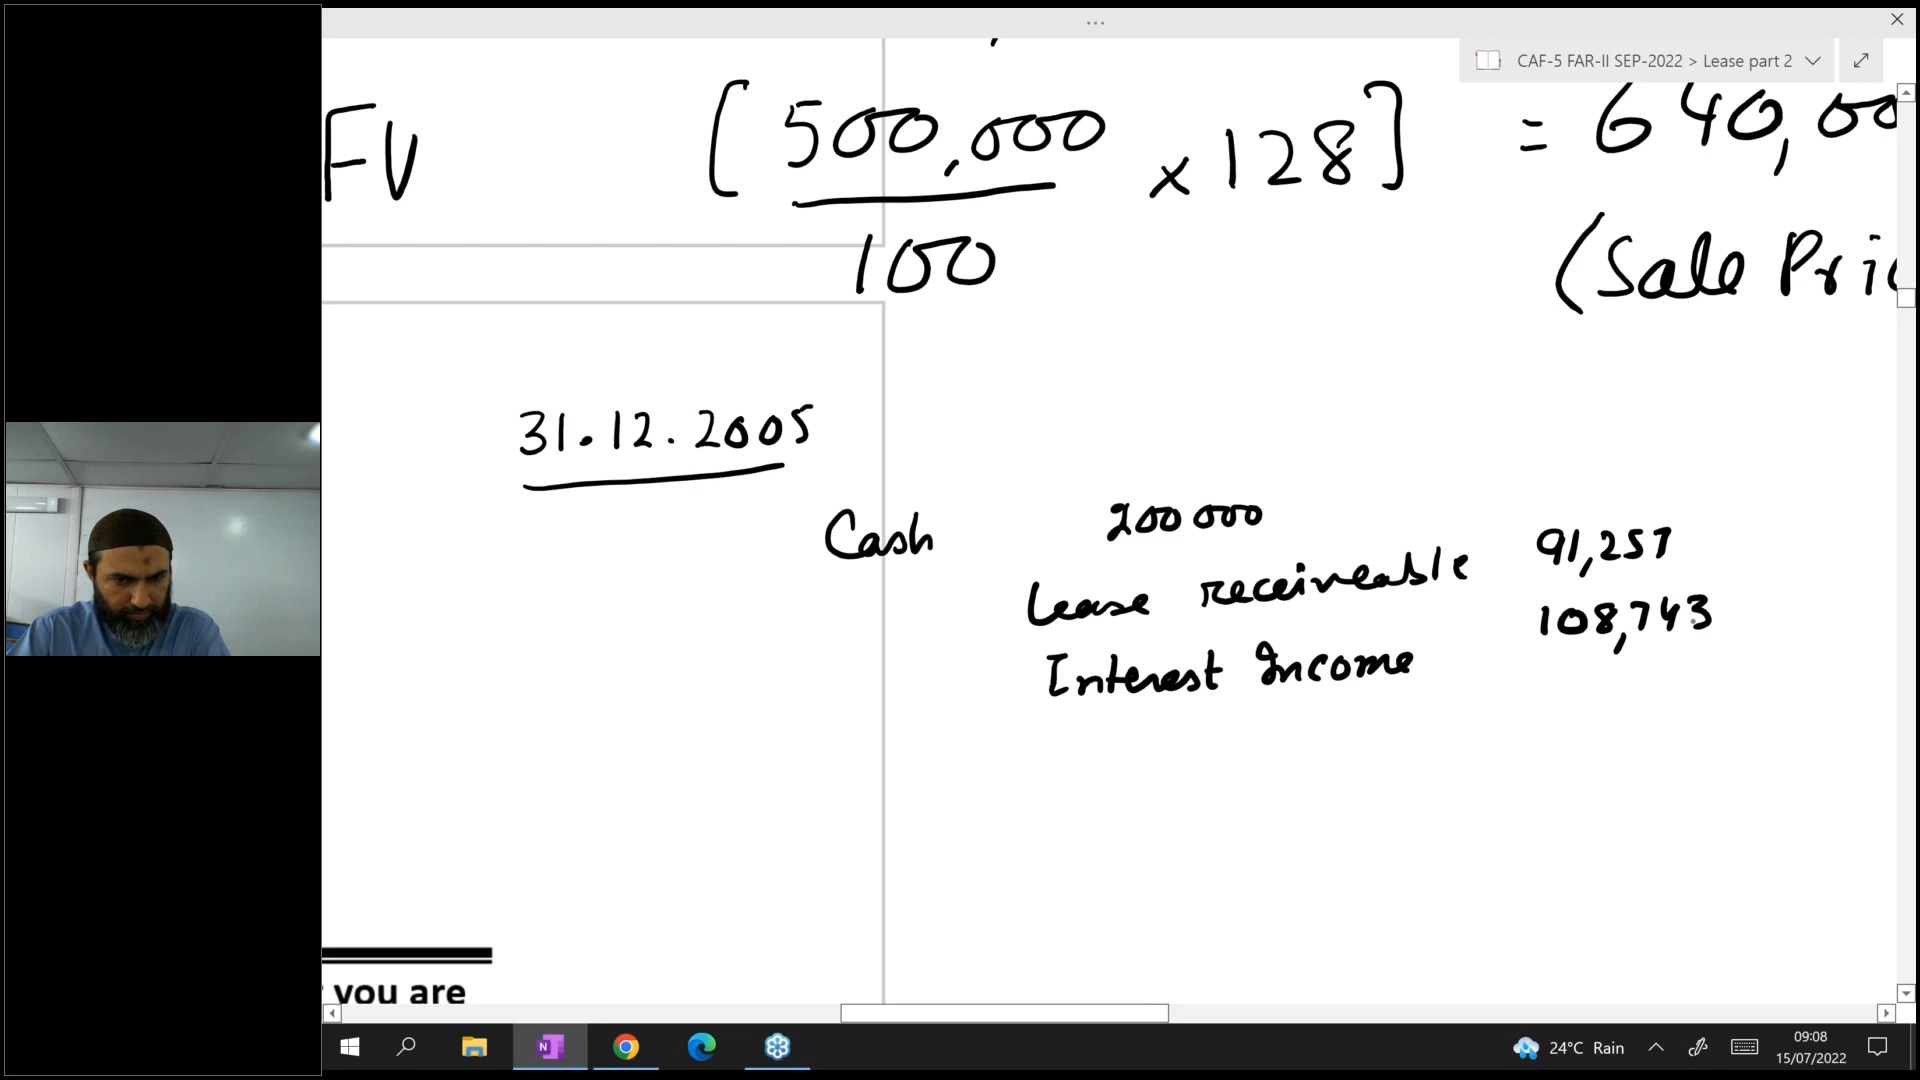 CAF-5 FAR-II SEP-2022 > Lease part 2
FV [ 500,000 × 128 ] = 640,00
100
(Sale Pric
31.12.2005
Cash 200 000
Lease receiveable 91,257
Interest Income 108,743
you are
24°C Rain
09:08
15/07/2022